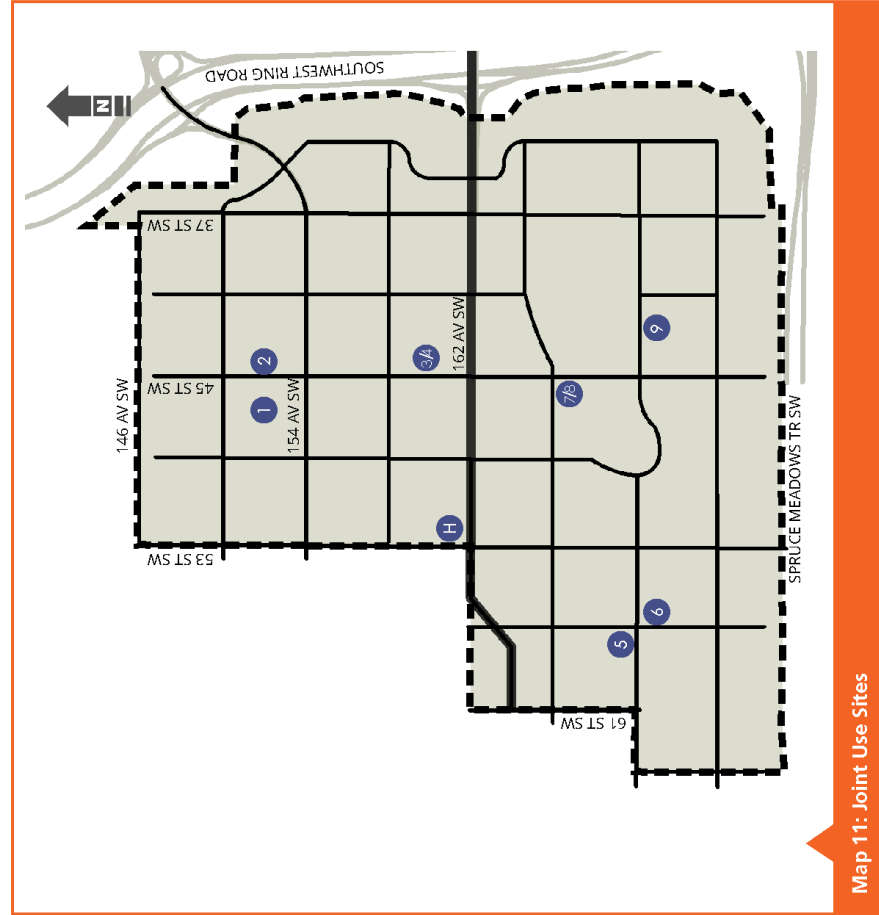 N
146 AV SW
53 ST SW
45 ST SW
37 ST SW
SOUTHWEST RING ROAD
1
2
154 AV SW
3/4
H
162 AV SW
7/8
61 ST SW
5
6
9
SPRUCE MEADOWS TR SW
Map 11: Joint Use Sites